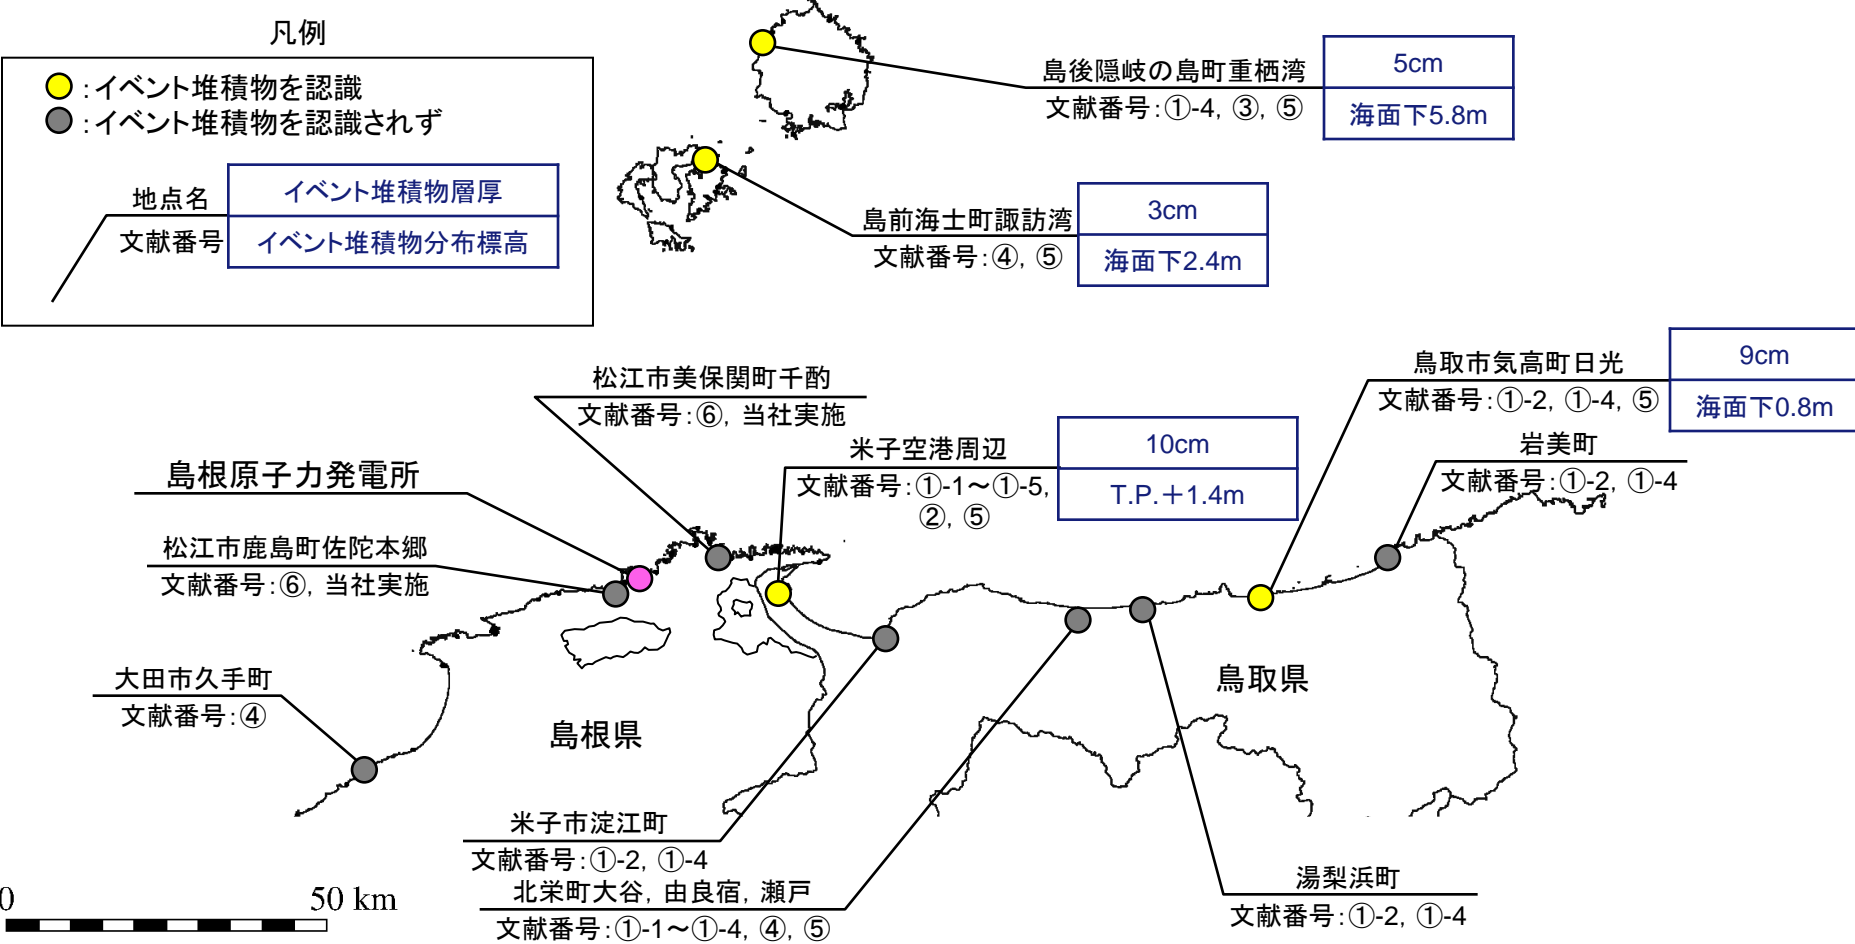 凡例
：イベント堆積物を認識
：イベント堆積物を認識されず
地点名
文献番号
イベント堆積物層厚
イベント堆積物分布標高
島後隠岐の島町重栖湾
文献番号：①-4, ③, ⑤
5cm
海面下5.8m
島前海士町諏訪湾
文献番号：④, ⑤
3cm
海面下2.4m
松江市美保関町千酌
文献番号：⑥, 当社実施
鳥取市気高町日光
文献番号：①-2, ①-4, ⑤
9cm
海面下0.8m
米子空港周辺
文献番号：①-1～①-5,
②, ⑤
10cm
T.P.＋1.4m
岩美町
文献番号：①-2, ①-4
島根原子力発電所
松江市鹿島町佐陀本郷
文献番号：⑥, 当社実施
大田市久手町
文献番号：④
島根県
鳥取県
米子市淀江町
文献番号：①-2, ①-4
北栄町大谷, 由良宿, 瀬戸
文献番号：①-1～①-4, ④, ⑤
湯梨浜町
文献番号：①-2, ①-4
0
50 km